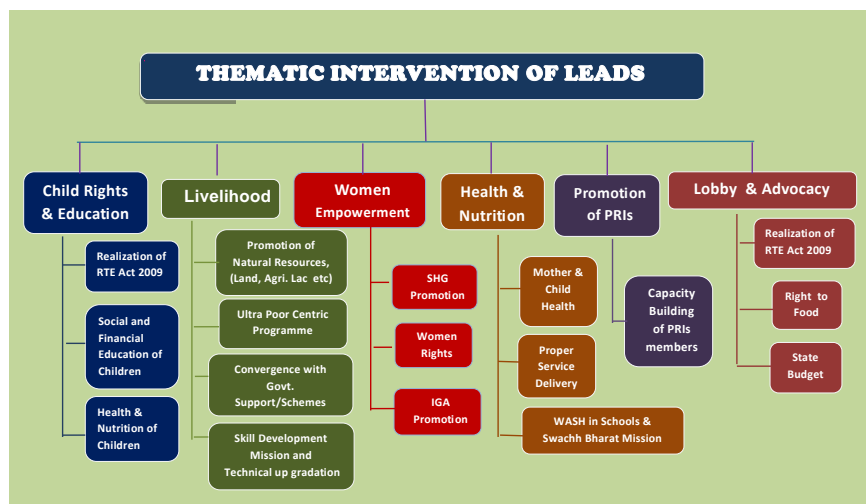 THEMATIC INTERVENTION OF LEADS
Child Rights
& Education
Realization of
RTE Act 2009
Social and
Financial
Education of
Children
Health &
Nutrition of
Children
Livelihood
Promotion of
Natural Resources,
(Land, Agri. Lac etc)
Ultra Poor Centric
Programme
Convergence with
Govt.
Support/Schemes
Skill Development
Mission and
Technical up gradation
Women
Empowerment
SHG
Promotion
Women
Rights
IGA
Promotion
Health &
Nutrition
Mother &
Child
Health
Proper
Service
Delivery
WASH in Schools &
Swachh Bharat Mission
Promotion
of PRIs
Capacity
Building
of PRIs
members
Lobby & Advocacy
Realization of
RTE Act 2009
Right to
Food
State
Budget